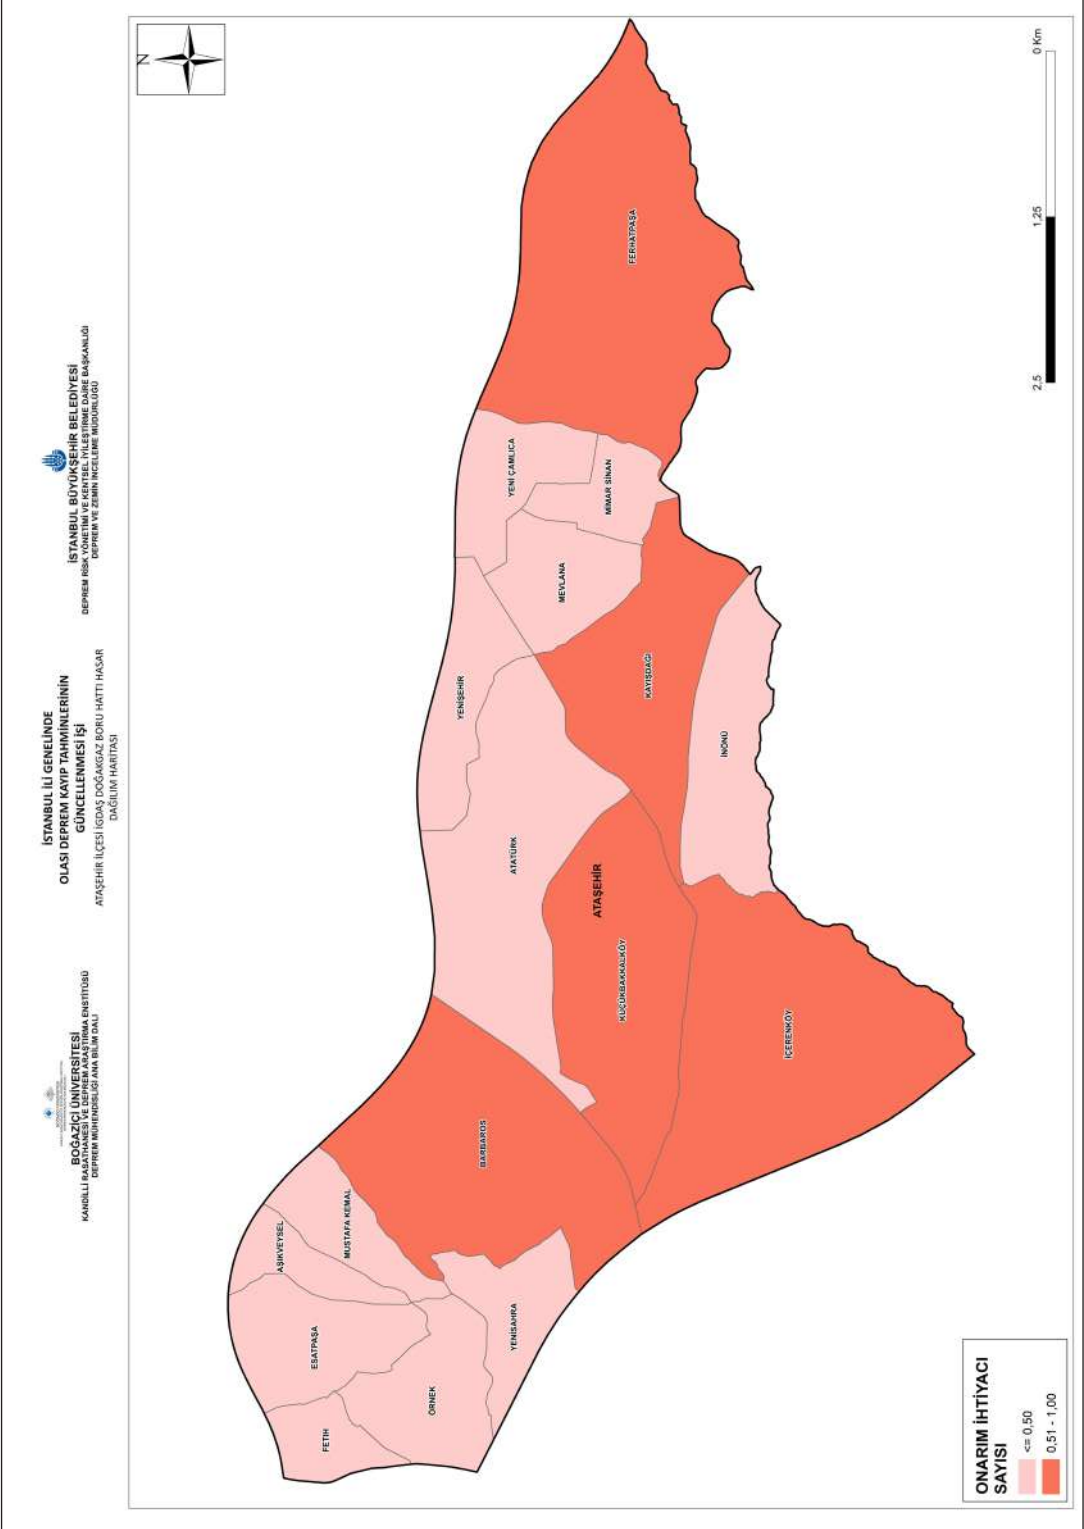 BOĞAZİÇİ ÜNİVERSİTESİ
KANDİLLİ RASATHANESİ VE DEPREM ARAŞTIRMA ENSTİTÜSÜ
DEPREM MÜHENDİSLİĞİ ANA BİLİM DALI
İSTANBUL İLİ GENELİNDE
OLASI DEPREM KAYIP TAHMİNLERİNİN
GÜNCELLENMESİ İŞİ
ATAŞEHİR İLÇESİ İGDAŞ DOĞAKGAZ BORU HATTI HASAR
DAĞILIM HARİTASI
İSTANBUL BÜYÜKŞEHİR BELEDİYESİ
DEPREM RİSK YÖNETİMİ VE KENTSEL İYİLEŞTİRME DAİRE BAŞKANLIĞI
DEPREM VE ZEMİN İNCELEME MÜDÜRLÜĞÜ
N
FETİH
ESATPAŞA
AŞIKVEYSEL
MUSTAFA KEMAL
ÖRNEK
YENİSAHRA
BARBAROS
ATATÜRK
YENİŞEHİR
YENİ ÇAMLICA
MEVLANA
MİMAR SİNAN
FERHATPAŞA
ATAŞEHİR
KÜÇÜKBAKKALKÖY
KAYIŞDAĞI
İNÖNÜ
İÇERENKÖY
ONARIM İHTİYACI
SAYISI
<= 0,50
0,51 - 1,00
2,5
1,25
0 Km